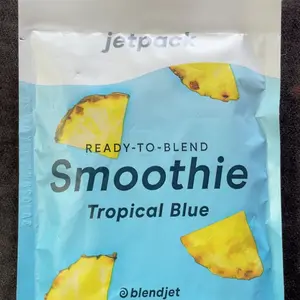 jetpack
READY-TO-BLEND
Smoothie
Tropical Blue
blendjet